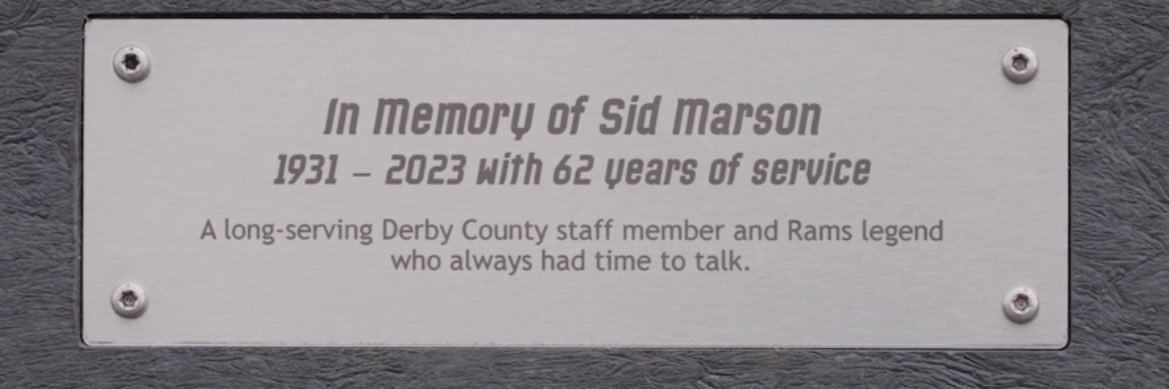 In Memory of Sid Marson
1931 – 2023 with 62 years of service
A long-serving Derby County staff member and Rams legend
who always had time to talk.